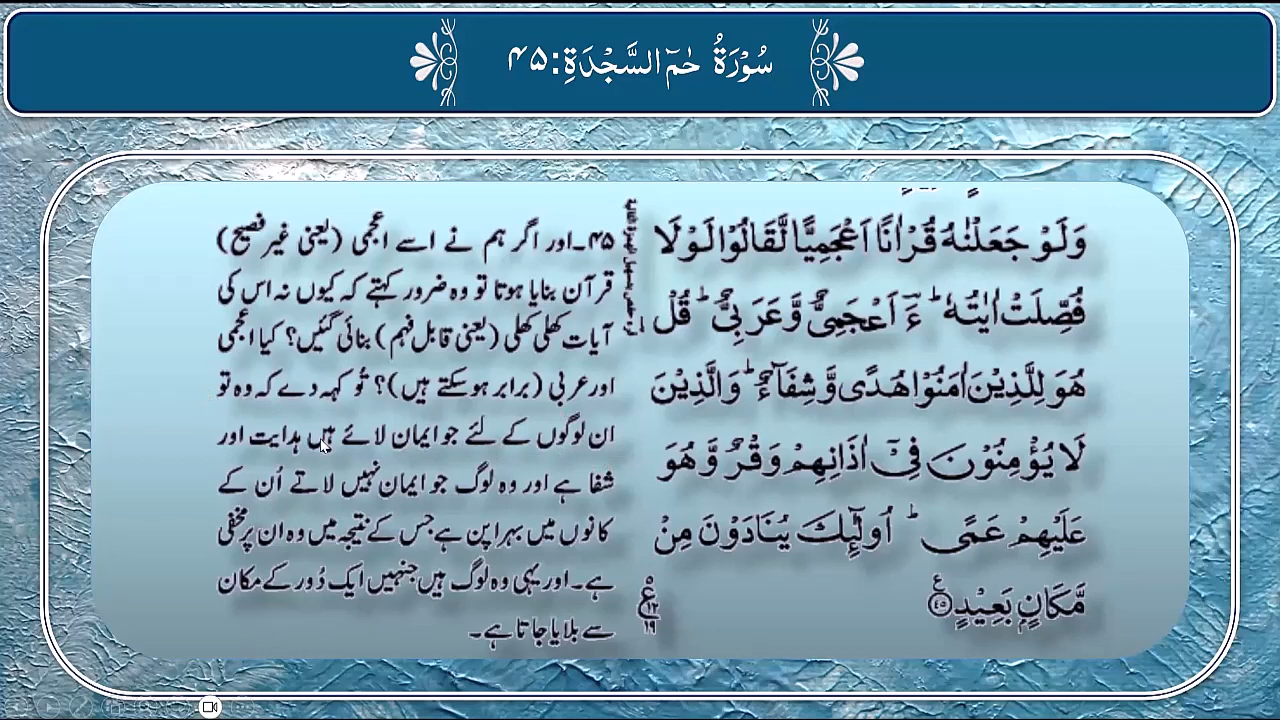 سُوْرَةُ حٰمٓ السَّجْدَةِ:۴۵
وَلَوْ جَعَلْنٰهُ قُرْاٰنًا اَعْجَمِيًّا لَّقَالُوْا لَوْلَا
فُصِّلَتْ اٰيٰتُهٗ ؕ ءَؔاَعْجَمِيٌّ وَّعَرَبِيٌّ ؕ قُلْ
هُوَ لِلَّذِيْنَ اٰمَنُوْا هُدًى وَّشِفَآءٌ ؕ وَالَّذِيْنَ
لَا يُؤْمِنُوْنَ فِيْۤ اٰذَانِهِمْ وَقْرٌ وَّهُوَ
عَلَيْهِمْ عَمًى ؕ اُولٰٓئِكَ يُنَادَوْنَ مِنْ
مَّكَانٍۭ بَعِيْدٍ ۴۵
۴۵۔اور اگر ہم نے اسے اعجمی (یعنی غیر فصیح)
قرآن بنایا ہوتا تو وہ ضرور کہتے کہ کیوں نہ اس کی
آیات کھلی کھلی (یعنی قابل فہم) بنائی گئیں؟ کیا اعجمی
اور عربی (برابر ہو سکتے ہیں)؟ تُو کہہ دے کہ وہ تو
ان لوگوں کے لئے جو ایمان لائے ہیں ہدایت اور
شفا ہے اور وہ لوگ جو ایمان نہیں لاتے اُن کے
کانوں میں بہرا پن ہے جس کے نتیجہ میں وہ ان پر مخفی
ہے۔اور یہی وہ لوگ ہیں جنہیں ایک دُور کے مکان
سے بلایا جاتا ہے۔
ع
۱۲
۱۹